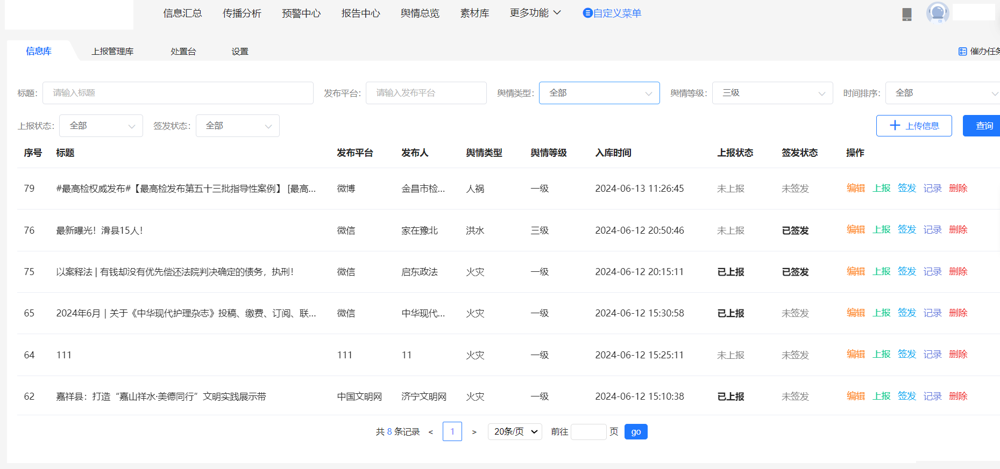 信息汇总 传播分析 预警中心 报告中心 舆情总览 素材库 更多功能 自定义菜单
信息库 上报管理库 处置台 设置 催办任务
标题: 请输入标题 发布平台: 请输入发布平台 舆情类型: 全部 舆情等级: 三级 时间排序: 全部
上报状态: 全部 签发状态: 全部 上传信息 查询
序号 标题 发布平台 发布人 舆情类型 舆情等级 入库时间 上报状态 签发状态 操作
79 #最高检权威发布#【最高检发布第五十三批指导性案例】 [最高... 微博 金昌市检... 人祸 一级 2024-06-13 11:26:45 未上报 未签发 编辑 上报 签发 记录 删除
76 最新曝光！滑县15人！ 微信 家在豫北 洪水 三级 2024-06-12 20:50:46 未上报 已签发 编辑 上报 签发 记录 删除
75 以案释法 | 有钱却没有优先偿还法院判决确定的债务，执刑！ 微信 启东政法 火灾 一级 2024-06-12 20:15:11 已上报 已签发 编辑 上报 签发 记录 删除
65 2024年6月 | 关于《中华现代护理杂志》投稿、缴费、订阅、联... 微信 中华现代... 火灾 一级 2024-06-12 15:30:58 已上报 未签发 编辑 上报 签发 记录 删除
64 111 111 11 火灾 一级 2024-06-12 15:25:11 未上报 未签发 编辑 上报 签发 记录 删除
62 嘉祥县：打造“嘉山祥水·美德同行”文明实践展示带 中国文明网 济宁文明网 火灾 一级 2024-06-12 15:10:38 已上报 未签发 编辑 上报 签发 记录 删除
共 8 条记录 < 1 > 20条/页 前往 页 go